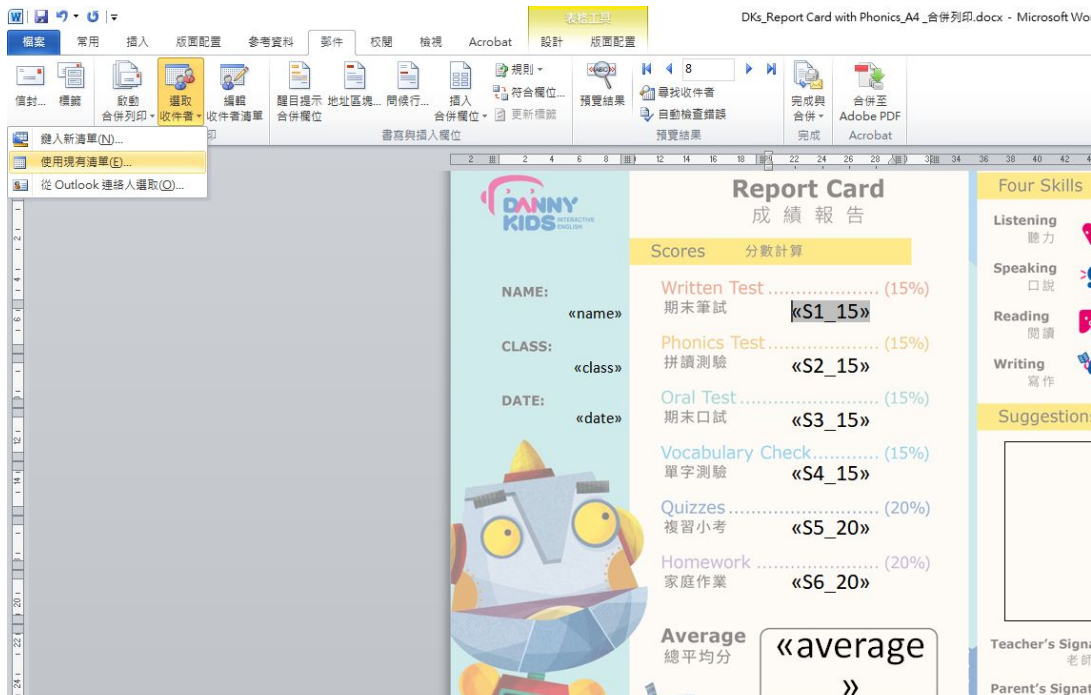 表格工具
DKs_Report Card with Phonics_A4 _合併列印.docx - Microsoft Wor
檔案 常用 插入 版面配置 參考資料 郵件 校閱 檢視 Acrobat 設計 版面配置
信封... 標籤 啟動 合併列印 選取 收件者 編輯 收件者清單 醒目提示 合併欄位 地址區塊... 問候行... 插入 合併欄位 規則 符合欄位... 更新標籤 預覽結果 8 尋找收件者 自動檢查錯誤 完成與 合併 合併至 Adobe PDF
印 書寫與插入欄位 預覽結果 完成 Acrobat
鍵入新清單(N)...
使用現有清單(E)...
從 Outlook 連絡人選取(O)...
DANNY
KIDS INTERACTIVE ENGLISH
Report Card
成績報告
Scores 分數計算
NAME:
«name»
CLASS:
«class»
DATE:
«date»
Written Test .................... (15%)
期末筆試 «S1_15»
Phonics Test .................... (15%)
拼讀測驗 «S2_15»
Oral Test ......................... (15%)
期末口試 «S3_15»
Vocabulary Check............ (15%)
單字測驗 «S4_15»
Quizzes ........................... (20%)
複習小考 «S5_20»
Homework ...................... (20%)
家庭作業 «S6_20»
Average
總平均分
«average
»
Four Skills
Listening
聽力
Speaking
口說
Reading
閱讀
Writing
寫作
Suggestions
Teacher's Signa
老師
Parent's Signat